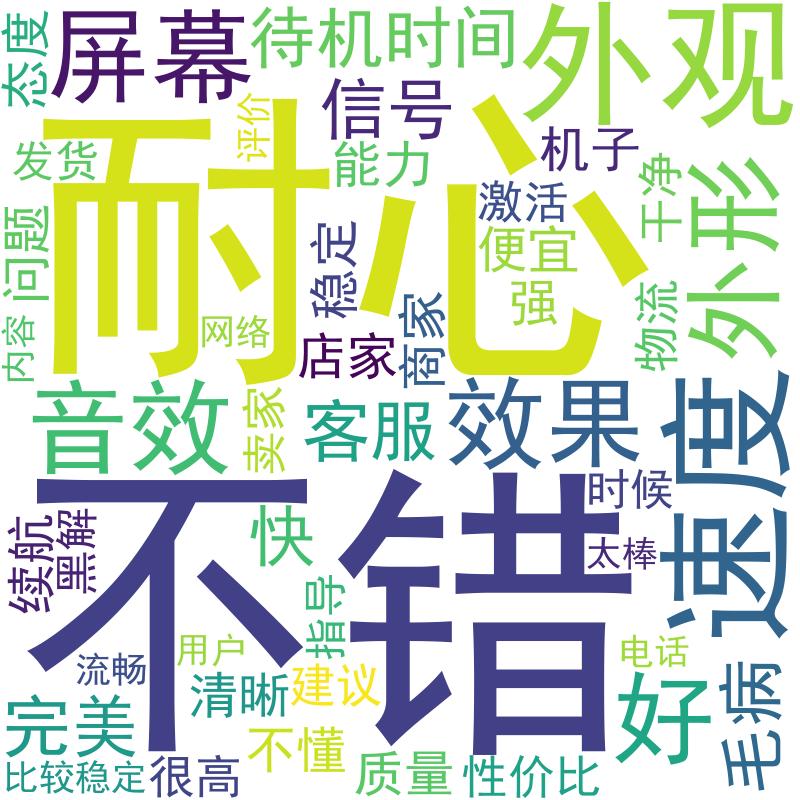 态度
屏幕
待机时间
外观
信号
评价
发货
耐心
能力
机子
激活
干净
外形
问题
稳定
便宜
强
物流
内容
网络
店家
商家
音效
卖家
客服
效果
速度
不错
时候
续航
黑解
快
太棒
指导
流畅
用户
清晰
建议
电话
好
毛病
完美
不懂
比较稳定
很高
质量
性价比